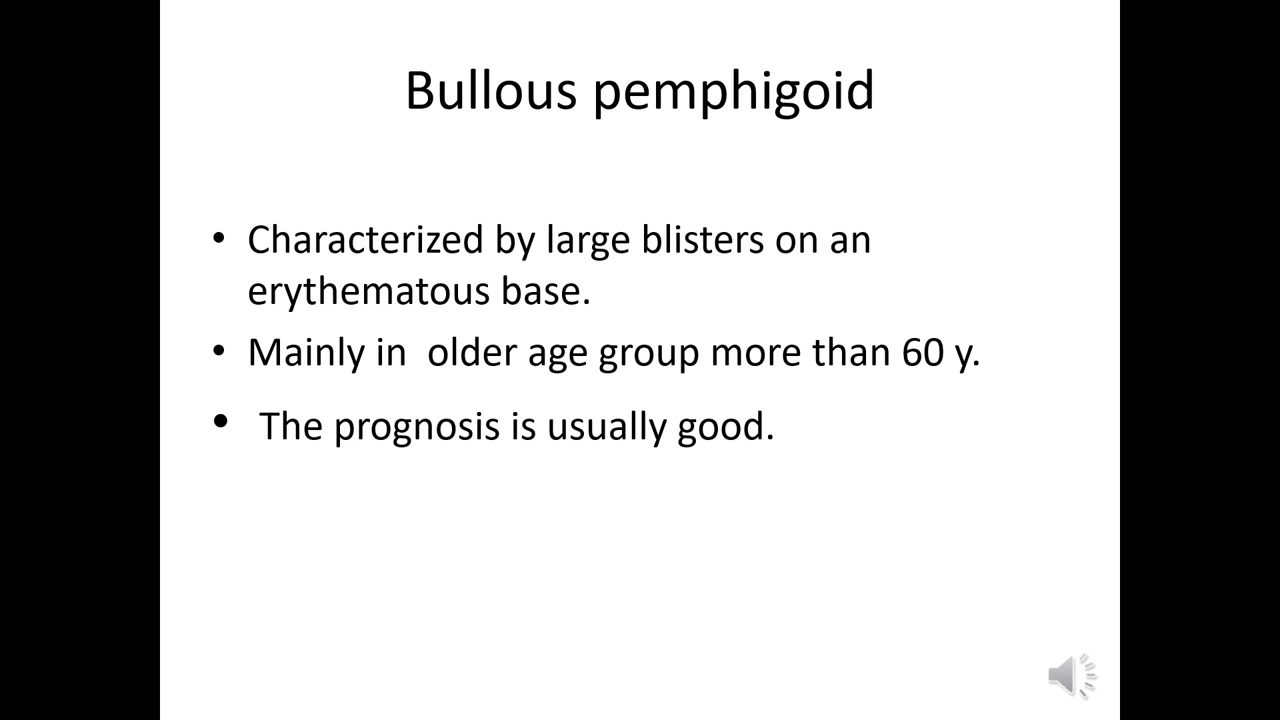 Bullous pemphigoid
• Characterized by large blisters on an
erythematous base.
• Mainly in  older age group more than 60 y.
• The prognosis is usually good.